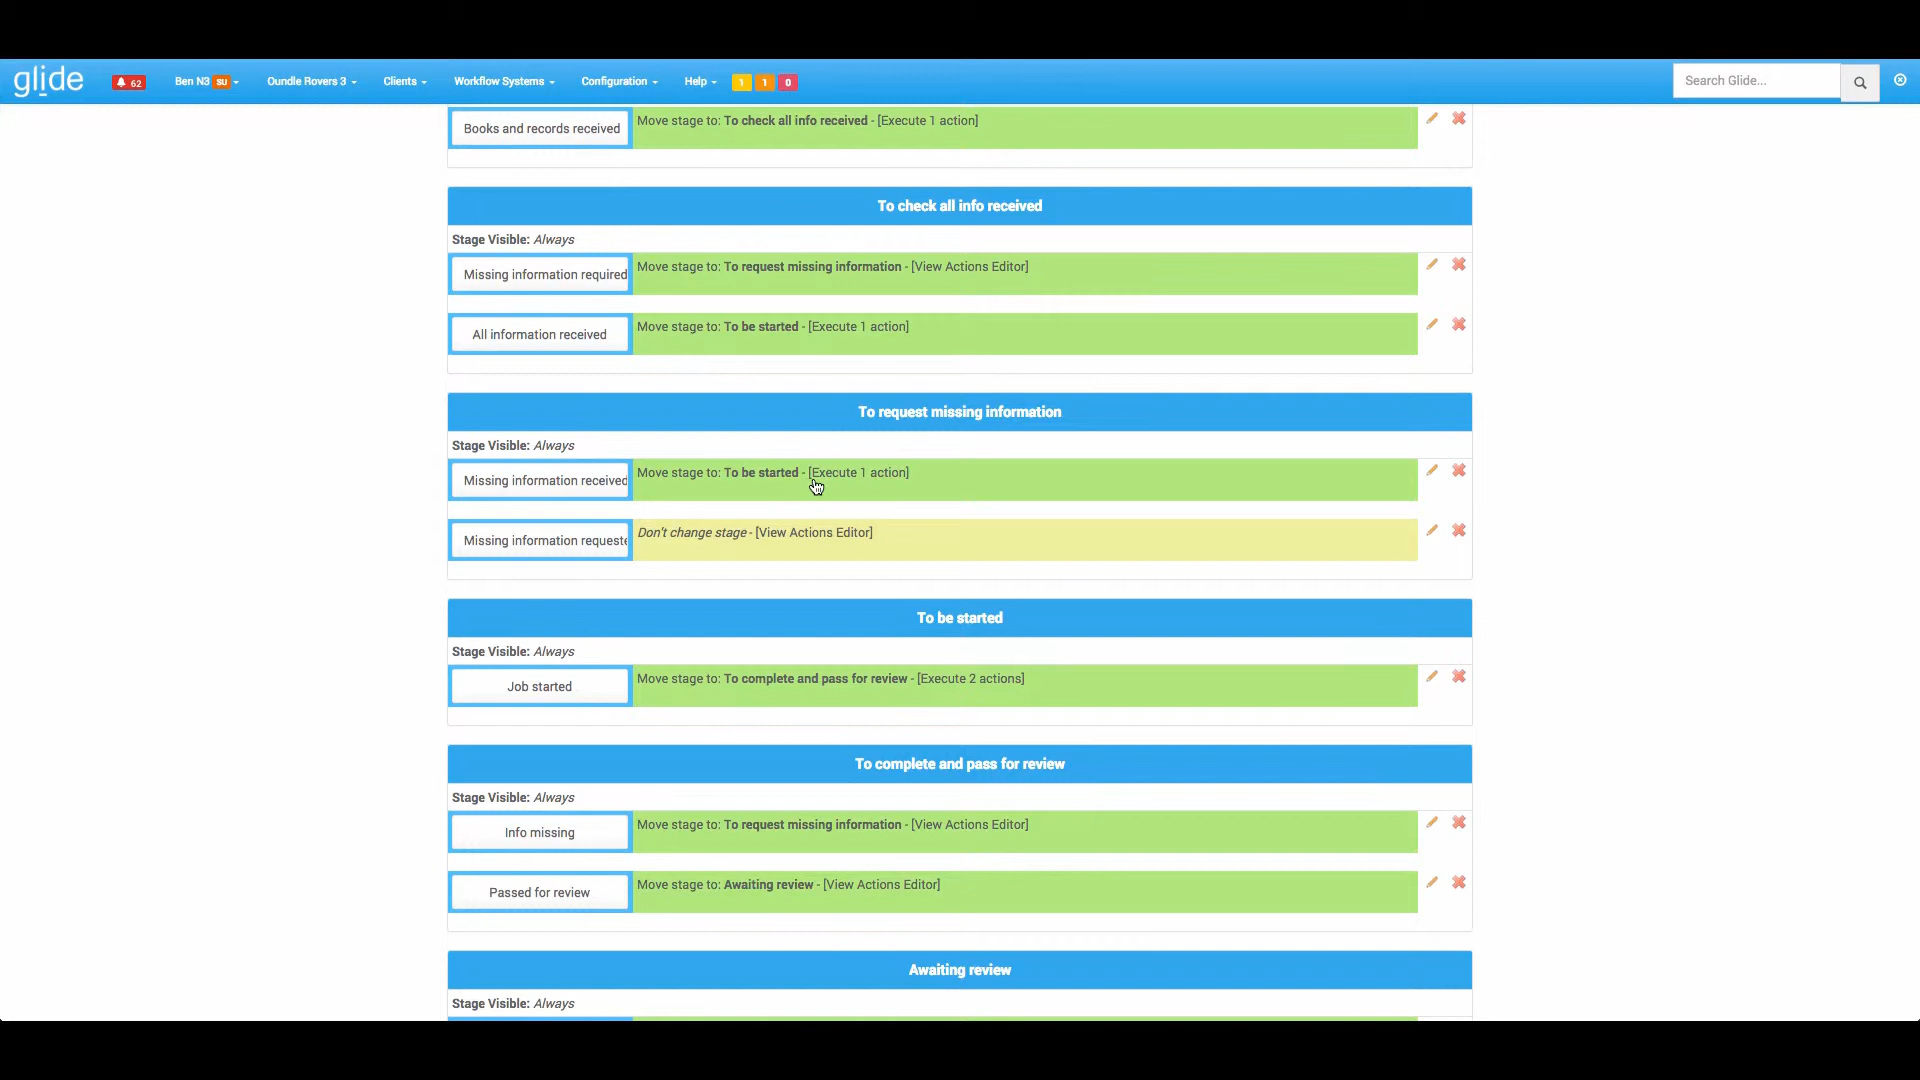 glide 62 Ben N3 SU Oundle Rovers 3 Clients Workflow Systems Configuration Help 1 1 0 Search Glide...
Books and records received Move stage to: To check all info received - [Execute 1 action]
To check all info received
Stage Visible: Always
Missing information required Move stage to: To request missing information - [View Actions Editor]
All information received Move stage to: To be started - [Execute 1 action]
To request missing information
Stage Visible: Always
Missing information received Move stage to: To be started - [Execute 1 action]
Missing information requeste Don't change stage - [View Actions Editor]
To be started
Stage Visible: Always
Job started Move stage to: To complete and pass for review - [Execute 2 actions]
To complete and pass for review
Stage Visible: Always
Info missing Move stage to: To request missing information - [View Actions Editor]
Passed for review Move stage to: Awaiting review - [View Actions Editor]
Awaiting review
Stage Visible: Always